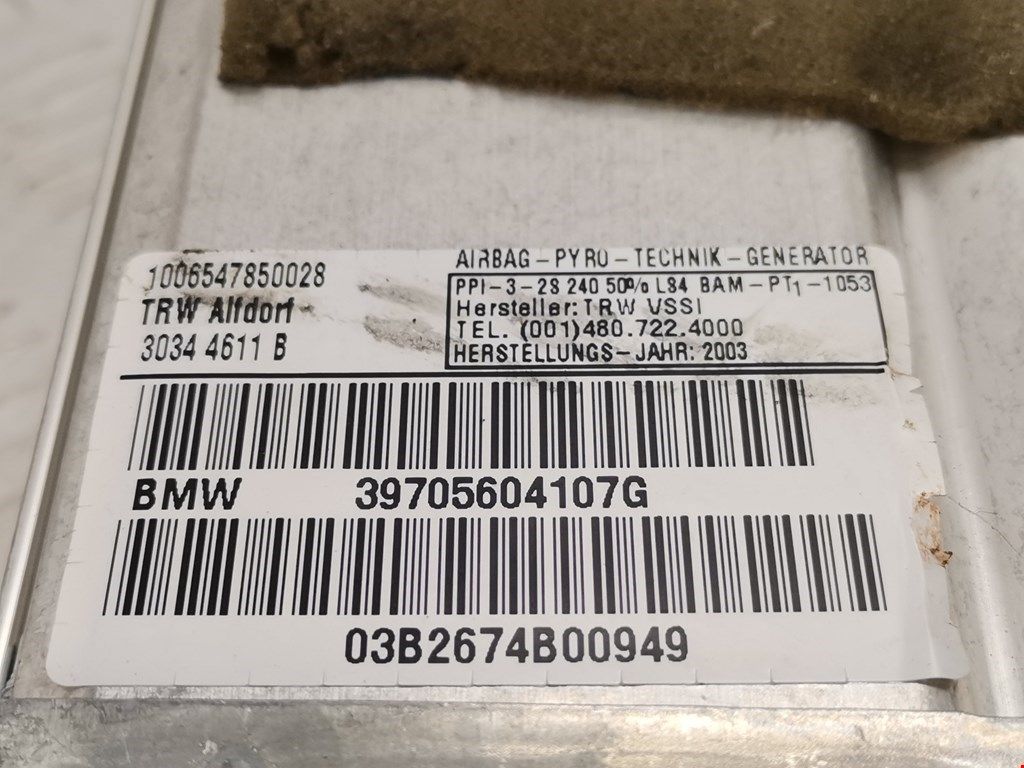 1006547850028
TRW Alfdorf
3034 4611 B
AIRBAG-PYRO-TECHNIK-GENERATOR
PPI-3-28 240 50% L84 BAM-PT1-1053
Hersteller: TRW VSSI
TEL. (001)480.722.4000
HERSTELLUNGS-JAHR: 2003
BMW 39705604107G
03B2674B00949